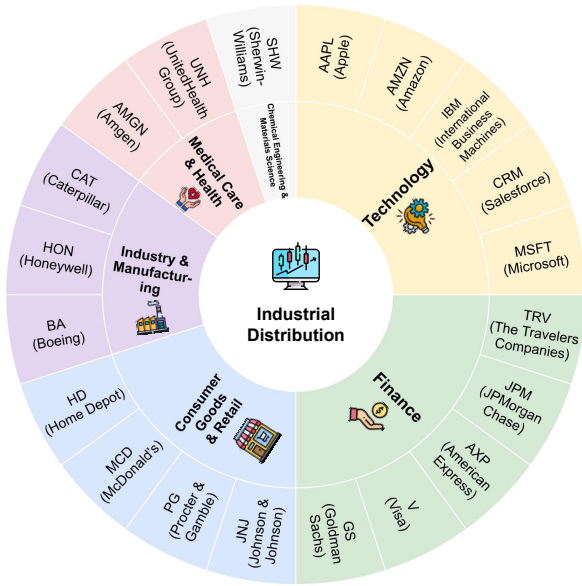 Industrial
Distribution
Technology
AAPL
(Apple)
AMZN
(Amazon)
IBM
(International
Business
Machines)
CRM
(Salesforce)
MSFT
(Microsoft)
Finance
TRV
(The Travelers
Companies)
JPM
(JPMorgan
Chase)
AXP
(American
Express)
V
(Visa)
GS
(Goldman
Sachs)
Consumer
Goods
& Retail
JNJ
(Johnson &
Johnson)
PG
(Procter &
Gamble)
MCD
(McDonald's)
HD
(Home Depot)
Industry &
Manufactur-
ing
BA
(Boeing)
HON
(Honeywell)
CAT
(Caterpillar)
Medical Care
& Health
AMGN
(Amgen)
UNH
(UnitedHealth
Group)
Chemical Engineering &
Materials Science
SHW
(Sherwin-
Williams)